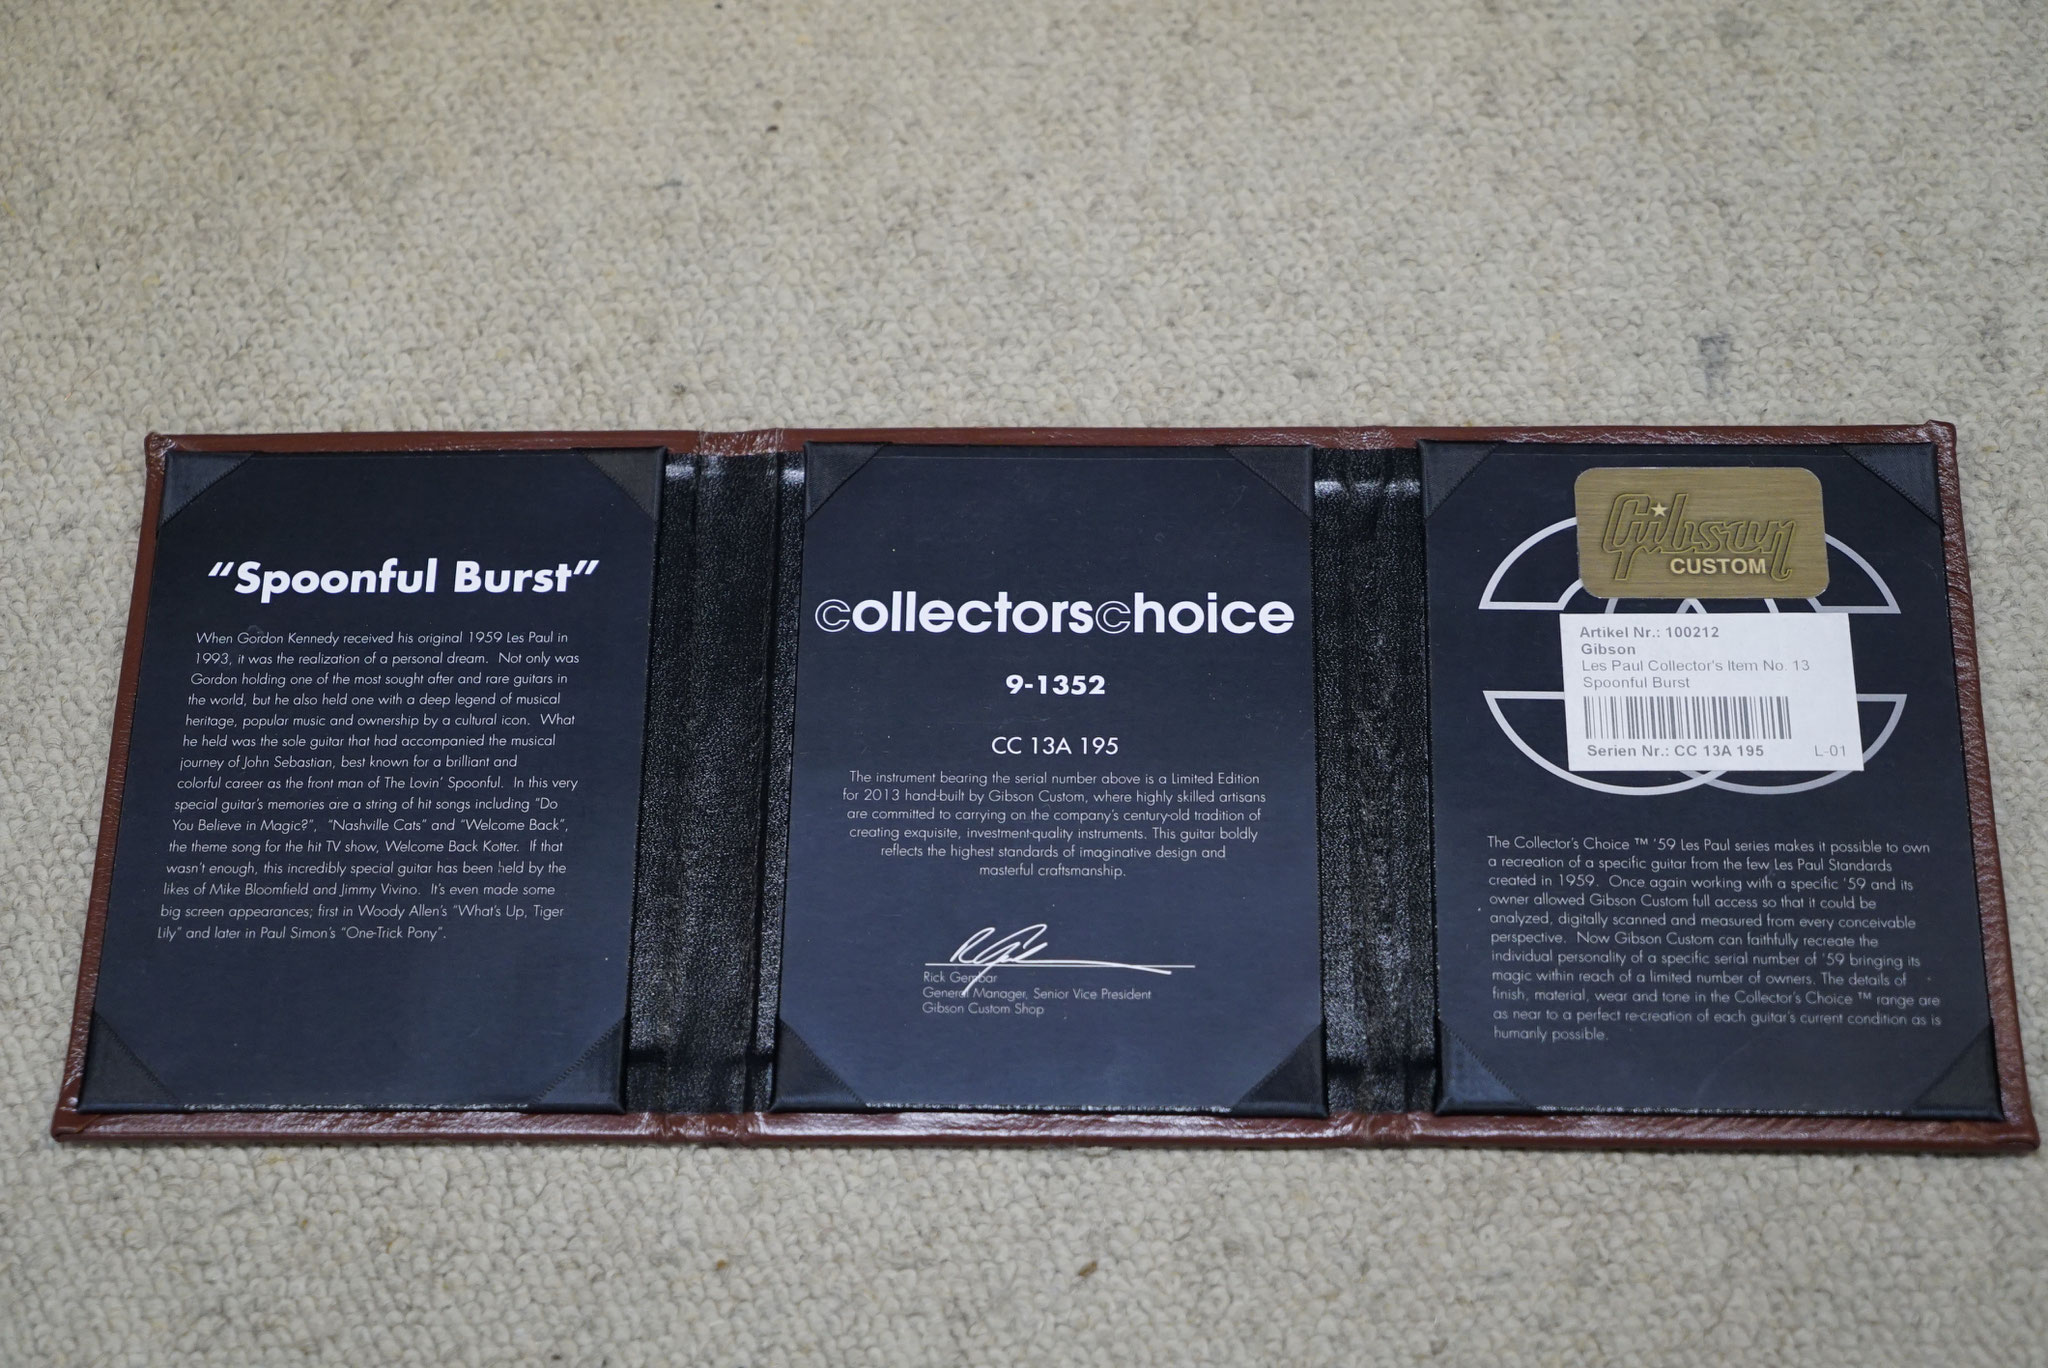 “Spoonful Burst”
When Gordon Kennedy received his original 1959 Les Paul in
1993, it was the realization of a personal dream. Not only was
Gordon holding one of the most sought after and rare guitars in
the world, but he also held one with a deep legend of musical
heritage, popular music and ownership by a cultural icon. What
he held was the sole guitar that had accompanied the musical
journey of John Sebastian, best known for a brilliant and
colorful career as the front man of The Lovin’ Spoonful. In this very
special guitar’s memories are a string of hit songs including “Do
You Believe in Magic?”, “Nashville Cats” and “Welcome Back”,
the theme song for the hit TV show, Welcome Back Kotter. If that
wasn’t enough, this incredibly special guitar has been held by the
likes of Mike Bloomfield and Jimmy Vivino. It’s even made some
big screen appearances; first in Woody Allen’s “What’s Up, Tiger
Lily” and later in Paul Simon’s “One-Trick Pony”.
collectorschoice
9-1352
CC 13A 195
The instrument bearing the serial number above is a Limited Edition
for 2013 hand-built by Gibson Custom, where highly skilled artisans
are committed to carrying on the company’s century-old tradition of
creating exquisite, investment-quality instruments. This guitar boldly
reflects the highest standards of imaginative design and
masterful craftsmanship.
Rick Gembar
General Manager, Senior Vice President
Gibson Custom Shop
Gibson
CUSTOM
Artikel Nr.: 100212
Gibson
Les Paul Collector's Item No. 13
Spoonful Burst
Serien Nr.: CC 13A 195 L-01
The Collector’s Choice ™ ’59 Les Paul series makes it possible to own
a recreation of a specific guitar from the few Les Paul Standards
created in 1959. Once again working with a specific ’59 and its
owner allowed Gibson Custom full access so that it could be
analyzed, digitally scanned and measured from every conceivable
perspective. Now Gibson Custom can faithfully recreate the
individual personality of a specific serial number of ’59 bringing its
magic within reach of a limited number of owners. The details of
finish, material, wear and tone in the Collector’s Choice ™ range are
as near to a perfect re-creation of each guitar’s current condition as is
humanly possible.